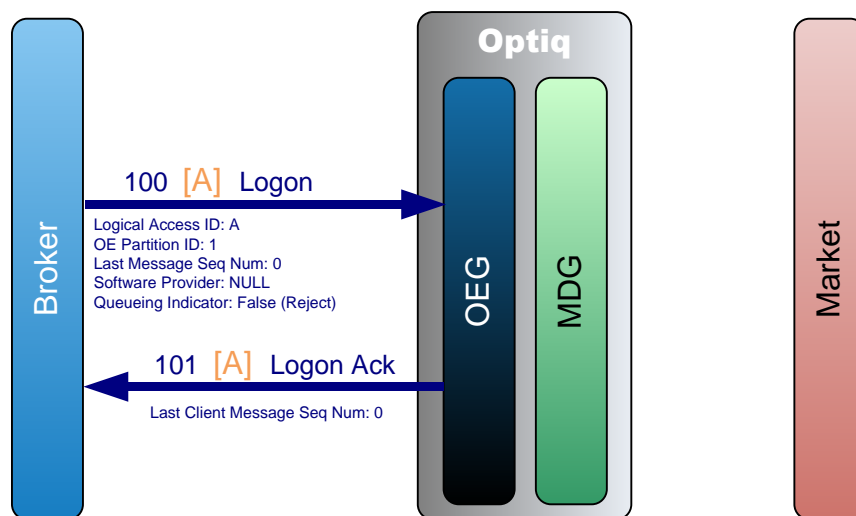 Optiq
100 [A] Logon
Logical Access ID: A
OE Partition ID: 1
Last Message Seq Num: 0
Software Provider: NULL
Queueing Indicator: False (Reject)
Broker
OEG
MDG
Market
101 [A] Logon Ack
Last Client Message Seq Num: 0